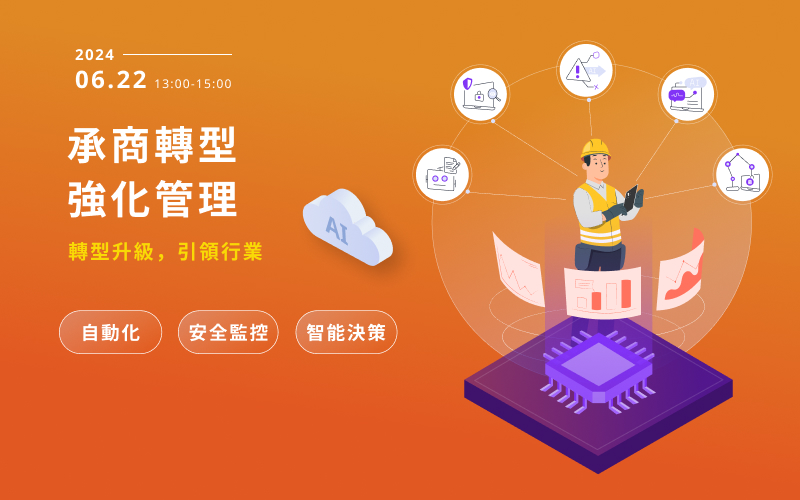 2024
06.22 13:00-15:00
承商轉型
強化管理
轉型升級，引領行業
AI
自動化 安全監控 智能決策